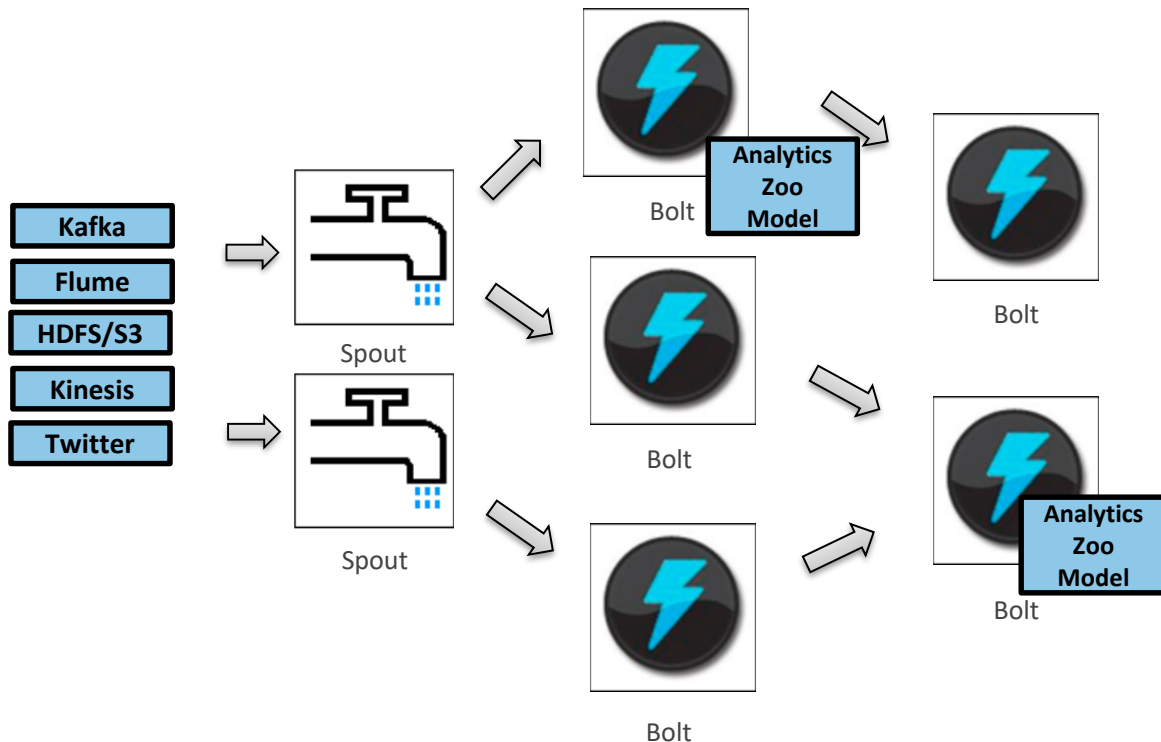 Kafka
Flume
HDFS/S3
Kinesis
Twitter
Spout
Spout
Bolt
Analytics
Zoo
Model
Bolt
Bolt
Bolt
Analytics
Zoo
Model
Bolt